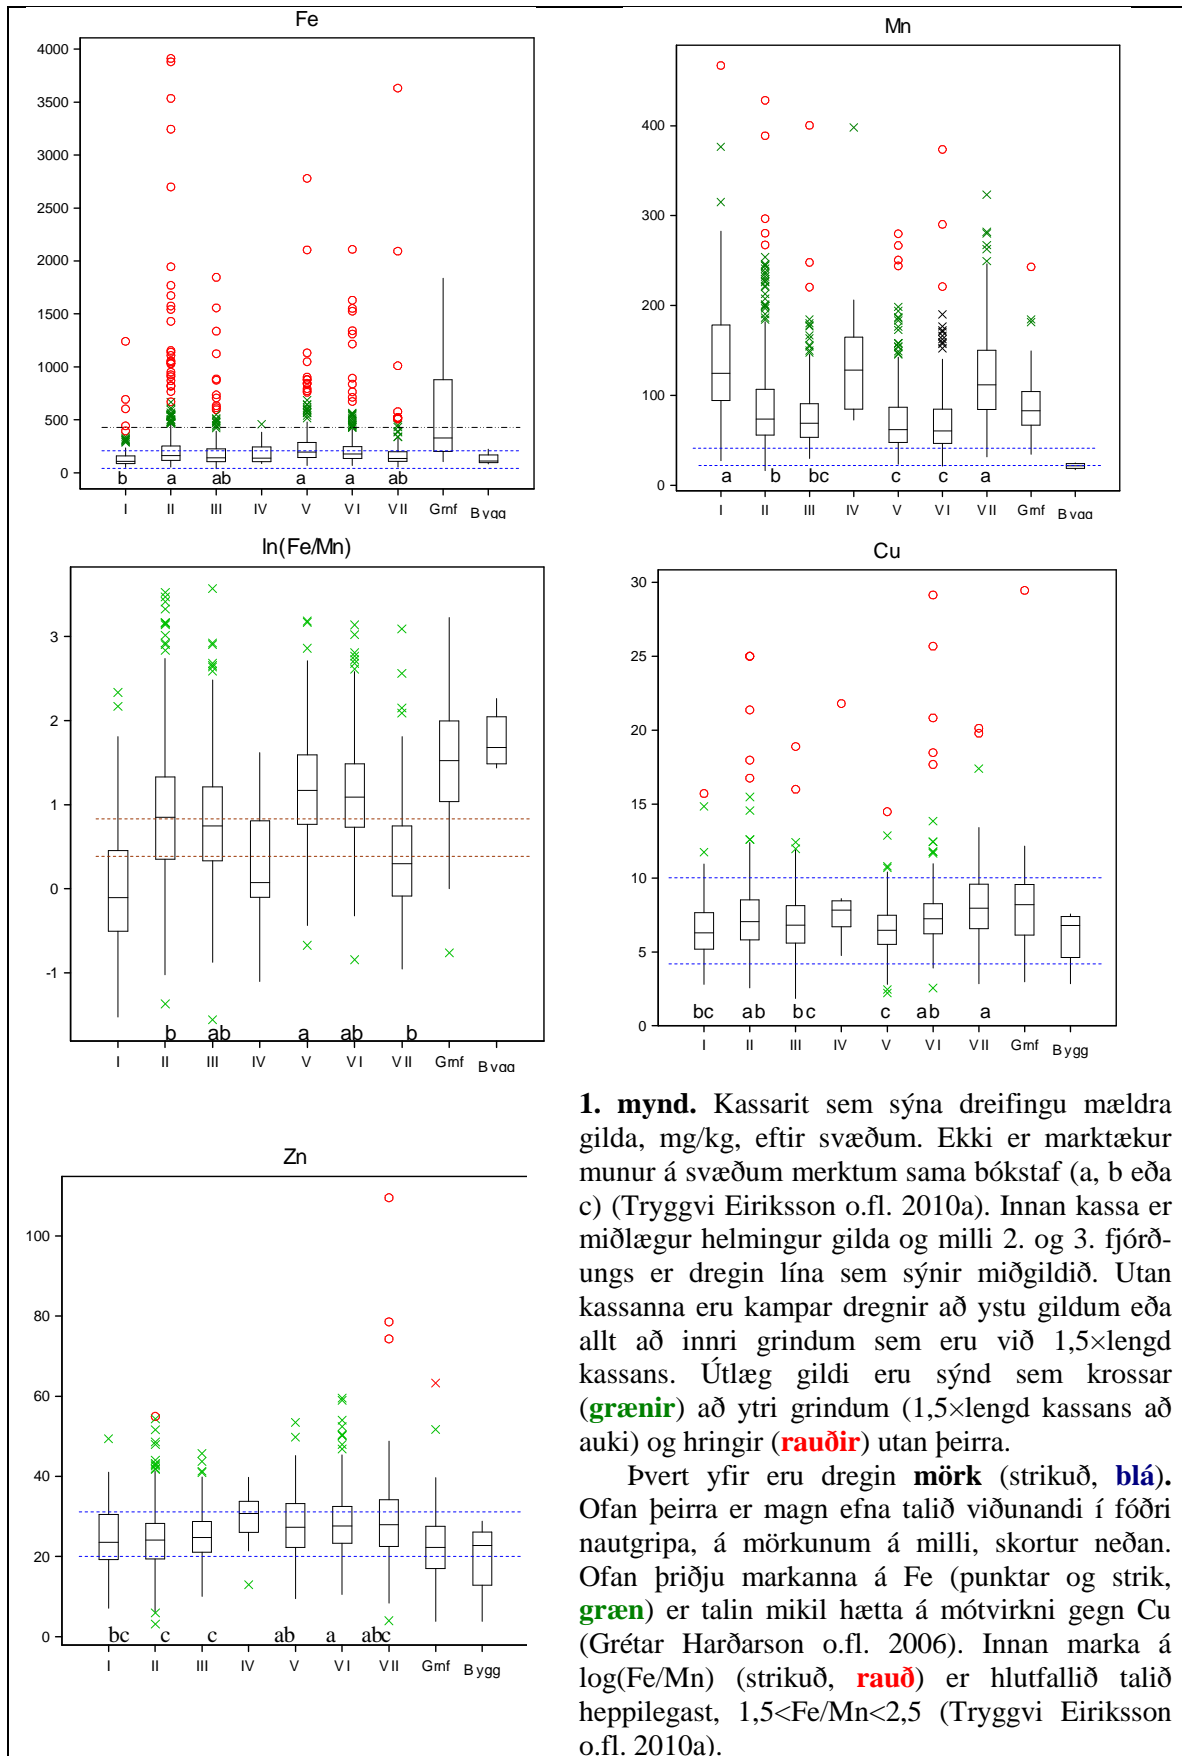 Fe
4000
3500
3000
2500
2000
1500
1000
500
0
b a ab a a ab
I II III IV V VI VII Grnf Bygg
Mn
400
300
200
100
0
a b bc c c a
I II III IV V VI VII Grnf Bygg
ln(Fe/Mn)
3
2
1
0
-1
b ab a ab b
I II III IV V VI VII Grnf Bygg
Cu
30
25
20
15
10
5
0
bc ab bc c ab a
I II III IV V VI VII Grnf Bygg
Zn
100
80
60
40
20
0
bc c c ab a abc
I II III IV V VI VII Grnf Bygg
1. mynd. Kassarit sem sýna dreifingu mældra
gilda, mg/kg, eftir svæðum. Ekki er marktækur
munur á svæðum merktum sama bókstaf (a, b eða
c) (Tryggvi Eiriksson o.fl. 2010a). Innan kassa er
miðlægur helmingur gilda og milli 2. og 3. fjórð-
ungs er dregin lína sem sýnir miðgildið. Utan
kassanna eru kampar dregnir að ystu gildum eða
allt að innri grindum sem eru við 1,5×lengd
kassans. Útlæg gildi eru sýnd sem krossar
(grænir) að ytri grindum (1,5×lengd kassans að
auki) og hringir (rauðir) utan þeirra.
Þvert yfir eru dregin mörk (strikuð, blá).
Ofan þeirra er magn efna talið viðunandi í fóðri
nautgripa, á mörkunum á milli, skortur neðan.
Ofan þriðju markanna á Fe (punktar og strik,
græn) er talin mikil hætta á mótvirkni gegn Cu
(Grétar Harðarson o.fl. 2006). Innan marka á
log(Fe/Mn) (strikuð, rauð) er hlutfallið talið
heppilegast, 1,5<Fe/Mn<2,5 (Tryggvi Eiriksson
o.fl. 2010a).